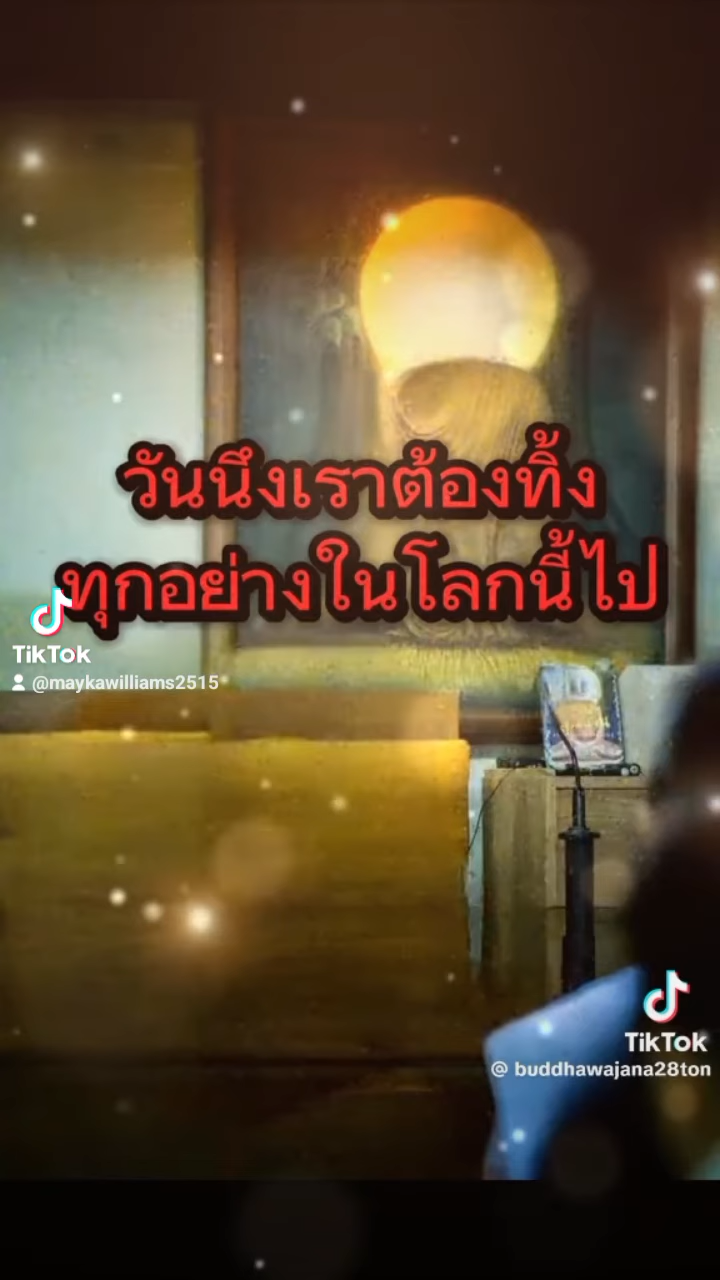 วันนึงเราต้องทิ้ง
ทุกอย่างในโลกนี้ไป
TikTok
@maykawilliams2515
TikTok
@ buddhawajana28ton